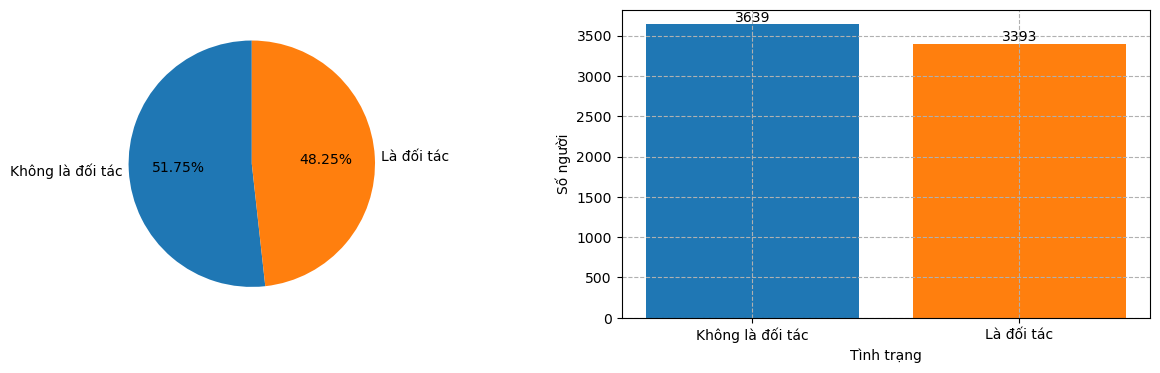 Không là đối tác
51.75%
48.25%
Là đối tác
3639
3393
3500
3000
2500
2000
1500
1000
500
0
Số người
Không là đối tác
Là đối tác
Tình trạng